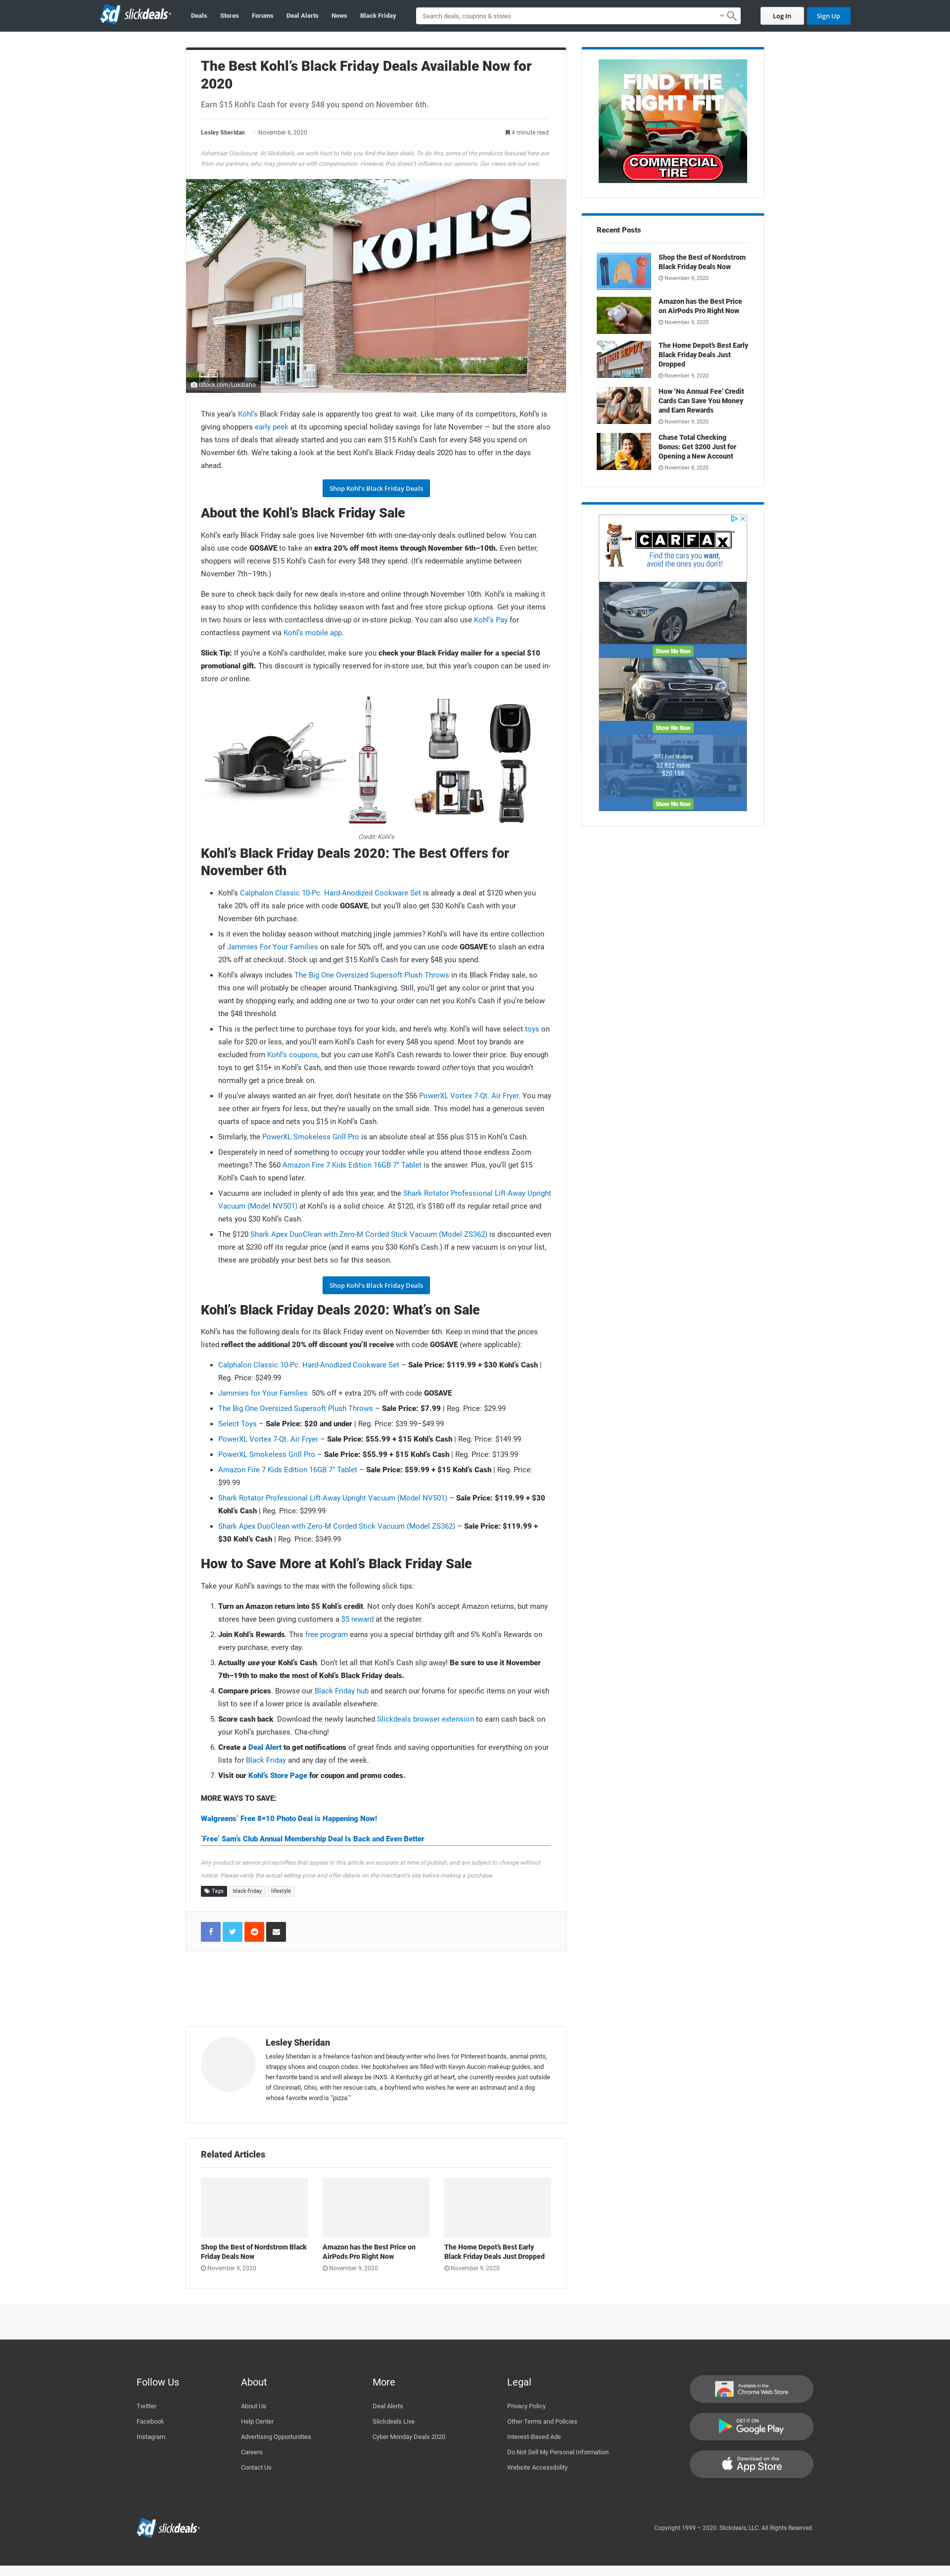 sd slickdeals
Deals
Stores
Forums
Deal Alerts
News
Black Friday
Search deals, coupons & stores
Log In
Sign Up
The Best Kohl's Black Friday Deals Available Now for
2020
Earn $15 Kohl's Cash for every $48 you spend on November 6th.
Lesley Sheridan - November 6, 2020
4 minute read
Advertiser Disclosure: At Slickdeals, we work hard to help you find the best deals. To do this, some of the products featured here are
from our partners, who may provide us with compensation. However, this doesn't influence our opinions. Our views are our own.
KOHL'S
iStock.com/LokiDatio
This year's Kohl's Black Friday sale is apparently too great to wait. Like many of its competitors, Kohl's is
giving shoppers early peek at its upcoming special holiday savings for late November — but the store also
has tons of deals that already started and you can earn $15 Kohl's Cash for every $48 you spend on
November 6th. We're taking a look at the best Kohl's Black Friday deals 2020 has to offer in the days
ahead.
Shop Kohl's Black Friday Deals
About the Kohl's Black Friday Sale
Kohl's early Black Friday sale goes live November 6th with one-day-only deals outlined below. You can
also use code GOSAVE to take an extra 20% off most items through November 6th–10th. Even better,
shoppers will receive $15 Kohl's Cash for every $48 they spend. (It's redeemable anytime between
November 7th–19th.)
Be sure to check back daily for new deals in-store and online through November 10th. Kohl's is making it
easy to shop with confidence this holiday season with fast and free store pickup options. Get your items
in two hours or less with contactless drive-up or in-store pickup. You can also use Kohl's Pay for
contactless payment via Kohl's mobile app.
Slick Tip: If you're a Kohl's cardholder, make sure you check your Black Friday mailer for a special $10
promotional gift. This discount is typically reserved for in-store use, but this year's coupon can be used in-
store or online.
Credit: Kohl's
Kohl's Black Friday Deals 2020: The Best Offers for
November 6th
• Kohl's Calphalon Classic 10-Pc. Hard-Anodized Cookware Set is already a deal at $120 when you
take 20% off its sale price with code GOSAVE, but you'll also get $30 Kohl's Cash with your
November 6th purchase.
• Is it even the holiday season without matching jingle jammies? Kohl's will have its entire collection
of Jammies For Your Families on sale for 50% off, and you can use code GOSAVE to slash an extra
20% off at checkout. Stock up and get $15 Kohl's Cash for every $48 you spend.
• Kohl's always includes The Big One Oversized Supersoft Plush Throws in its Black Friday sale, so
this one will probably be cheaper around Thanksgiving. Still, you'll get any color or print that you
want by shopping early, and adding one or two to your order can net you Kohl's Cash if you're below
the $48 threshold.
• This is the perfect time to purchase toys for your kids, and here's why. Kohl's will have select toys on
sale for $20 or less, and you'll earn Kohl's Cash for every $48 you spend. Most toy brands are
excluded from Kohl's coupons, but you can use Kohl's Cash rewards to lower their price. Buy enough
toys to get $15+ in Kohl's Cash, and then use those rewards toward other toys that you wouldn't
normally get a price break on.
• If you've always wanted an air fryer, don't hesitate on the $56 PowerXL Vortex 7-Qt. Air Fryer. You may
see other air fryers for less, but they're usually on the small side. This model has a generous seven
quarts of space and nets you $15 in Kohl's Cash.
• Similarly, the PowerXL Smokeless Grill Pro is an absolute steal at $56 plus $15 in Kohl's Cash.
• Desperately in need of something to occupy your toddler while you attend those endless Zoom
meetings? The $60 Amazon Fire 7 Kids Edition 16GB 7" Tablet is the answer. Plus, you'll get $15
Kohl's Cash to spend later.
• Vacuums are included in plenty of ads this year, and the Shark Rotator Professional Lift-Away Upright
Vacuum (Model NV501) at Kohl's is a solid choice. At $120, it's $180 off its regular retail price and
nets you $30 Kohl's Cash.
• The $120 Shark Apex DuoClean with Zero-M Corded Stick Vacuum (Model ZS362) is discounted even
more at $230 off its regular price (and it earns you $30 Kohl's Cash.) If a new vacuum is on your list,
these are probably your best bets so far this season.
Shop Kohl's Black Friday Deals
Kohl's Black Friday Deals 2020: What's on Sale
Kohl's has the following deals for its Black Friday event on November 6th. Keep in mind that the prices
listed reflect the additional 20% off discount you'll receive with code GOSAVE (where applicable):
• Calphalon Classic 10-Pc. Hard-Anodized Cookware Set – Sale Price: $119.99 + $30 Kohl's Cash |
Reg. Price: $249.99
• Jammies for Your Families 50% off + extra 20% off with code GOSAVE
• The Big One Oversized Supersoft Plush Throws – Sale Price: $7.99 | Reg. Price: $29.99
• Select Toys – Sale Price: $20 and under | Reg. Price: $39.99–$49.99
• PowerXL Vortex 7-Qt. Air Fryer – Sale Price: $55.99 + $15 Kohl's Cash | Reg. Price: $149.99
• PowerXL Smokeless Grill Pro – Sale Price: $55.99 + $15 Kohl's Cash | Reg. Price: $139.99
• Amazon Fire 7 Kids Edition 16GB 7" Tablet – Sale Price: $59.99 + $15 Kohl's Cash | Reg. Price:
$99.99
• Shark Rotator Professional Lift-Away Upright Vacuum (Model NV501) – Sale Price: $119.99 + $30
Kohl's Cash | Reg. Price: $299.99
• Shark Apex DuoClean with Zero-M Corded Stick Vacuum (Model ZS362) – Sale Price: $119.99 +
$30 Kohl's Cash | Reg. Price: $349.99
How to Save More at Kohl's Black Friday Sale
Take your Kohl's savings to the max with the following slick tips:
1. Turn an Amazon return into $5 Kohl's credit. Not only does Kohl's accept Amazon returns, but many
stores have been giving customers a $5 reward at the register.
2. Join Kohl's Rewards. This free program earns you a special birthday gift and 5% Kohl's Rewards on
every purchase, every day.
3. Actually use your Kohl's Cash. Don't let all that Kohl's Cash slip away! Be sure to use it November
7th–19th to make the most of Kohl's Black Friday deals.
4. Compare prices. Browse our Black Friday hub and search our forums for specific items on your wish
list to see if a lower price is available elsewhere.
5. Score cash back. Download the newly launched Slickdeals browser extension to earn cash back on
your Kohl's purchases. Cha-ching!
6. Create a Deal Alert to get notifications of great finds and saving opportunities for everything on your
lists for Black Friday and any day of the week.
7. Visit our Kohl's Store Page for coupon and promo codes.
MORE WAYS TO SAVE:
Walgreens' Free 8×10 Photo Deal is Happening Now!
'Free' Sam's Club Annual Membership Deal Is Back and Even Better
Any product or service prices/offers that appear in this article are accurate at time of publish, and are subject to change without
notice. Please verify the actual selling price and offer details on the merchant's site before making a purchase.
Tags
black-friday
lifestyle
Lesley Sheridan
Lesley Sheridan is a freelance fashion and beauty writer who lives for Pinterest boards, animal prints,
strappy shoes and coupon codes. Her bookshelves are filled with Kevyn Aucoin makeup guides, and
her favorite band is and will always be INXS. A Kentucky girl at heart, she currently resides just outside
of Cincinnati, Ohio, with her rescue cats, a boyfriend who wishes he were an astronaut and a dog
whose favorite word is "pizza."
Related Articles
Shop the Best of Nordstrom Black
Friday Deals Now
November 9, 2020
Amazon has the Best Price on
AirPods Pro Right Now
November 9, 2020
The Home Depot's Best Early
Black Friday Deals Just Dropped
November 9, 2020
FIND THE
RIGHT FIT
COMMERCIAL
TIRE
Recent Posts
Shop the Best of Nordstrom
Black Friday Deals Now
November 9, 2020
Amazon has the Best Price
on AirPods Pro Right Now
November 9, 2020
The Home Depot's Best Early
Black Friday Deals Just
Dropped
November 9, 2020
How 'No Annual Fee' Credit
Cards Can Save You Money
and Earn Rewards
November 9, 2020
Chase Total Checking
Bonus: Get $200 Just for
Opening a New Account
November 8, 2020
CARFAX
Find the cars you want,
avoid the ones you don't!
Show Me Now
Show Me Now
2017 Ford Mustang
33,822 miles
$20,188
Show Me Now
Follow Us
Twitter
Facebook
Instagram
About
About Us
Help Center
Advertising Opportunities
Careers
Contact Us
More
Deal Alerts
Slickdeals Live
Cyber Monday Deals 2020
Legal
Privacy Policy
Other Terms and Policies
Interest-Based Ads
Do Not Sell My Personal Information
Website Accessibility
Available in the
Chrome Web Store
GET IT ON
Google Play
Download on the
App Store
sd slickdeals
Copyright 1999 – 2020. Slickdeals, LLC. All Rights Reserved.